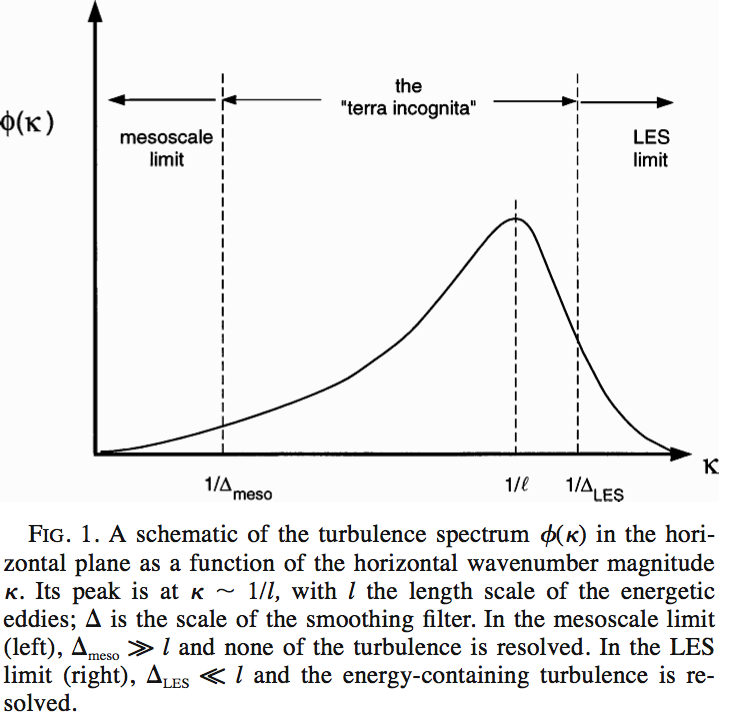 the
"terra incognita"
ϕ(κ)
mesoscale
limit
LES
limit
κ
1/Δmeso
1/ℓ
1/ΔLES
FIG. 1. A schematic of the turbulence spectrum ϕ(κ) in the hori-
zontal plane as a function of the horizontal wavenumber magnitude
κ. Its peak is at κ ~ 1/l, with l the length scale of the energetic
eddies; Δ is the scale of the smoothing filter. In the mesoscale limit
(left), Δmeso ≫ l and none of the turbulence is resolved. In the LES
limit (right), ΔLES ≪ l and the energy-containing turbulence is re-
solved.